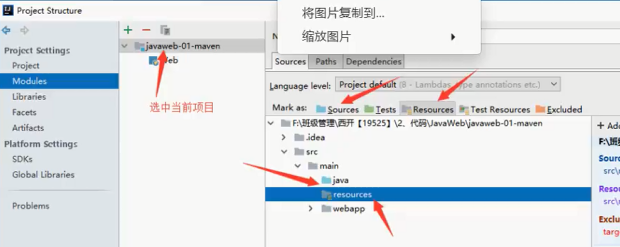 Project Structure
将图片复制到...
缩放图片
Project Settings
Project
Modules
Libraries
Facets
Artifacts
Platform Settings
SDKs
Global Libraries
Problems
javaweb-01-maven
选中当前项目
Sources Paths Dependencies
Language level: Project default (8 - Lambdas, type annotations etc.)
Mark as: Sources Tests Resources Test Resources Excluded
F:\班级管理\西开【19525】\2、代码\JavaWeb\javaweb-01-maven
.idea
src
main
java
resources
webapp
+ Add